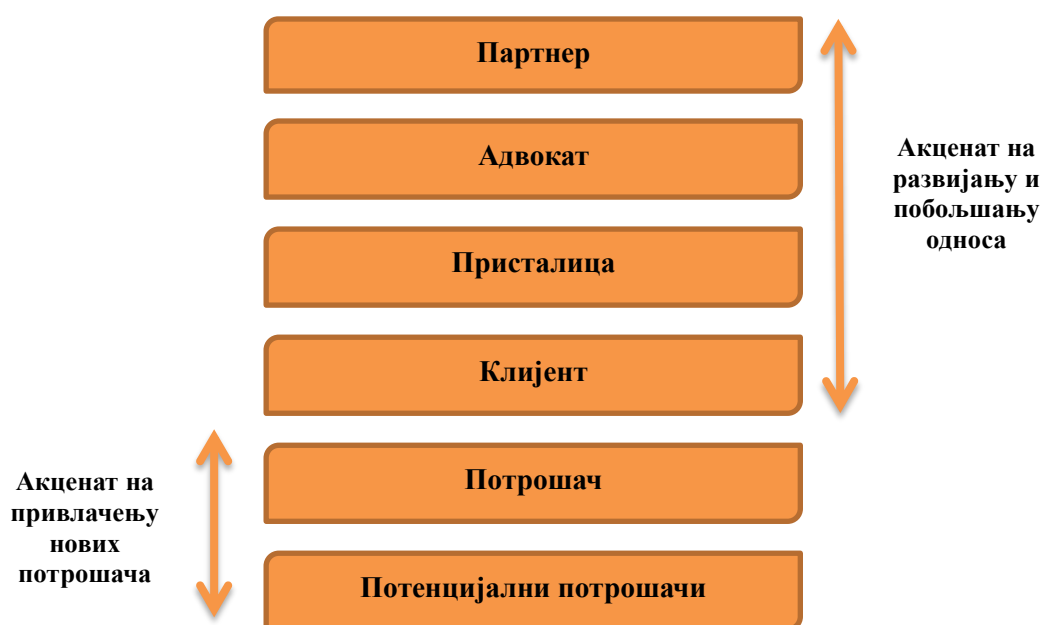 Партнер
Адвокат
Акценат на
развијању и
побољшању
односа
Присталица
Клијент
Потрошач
Акценат на
привлачењу
нових
потрошача
Потенцијални потрошачи